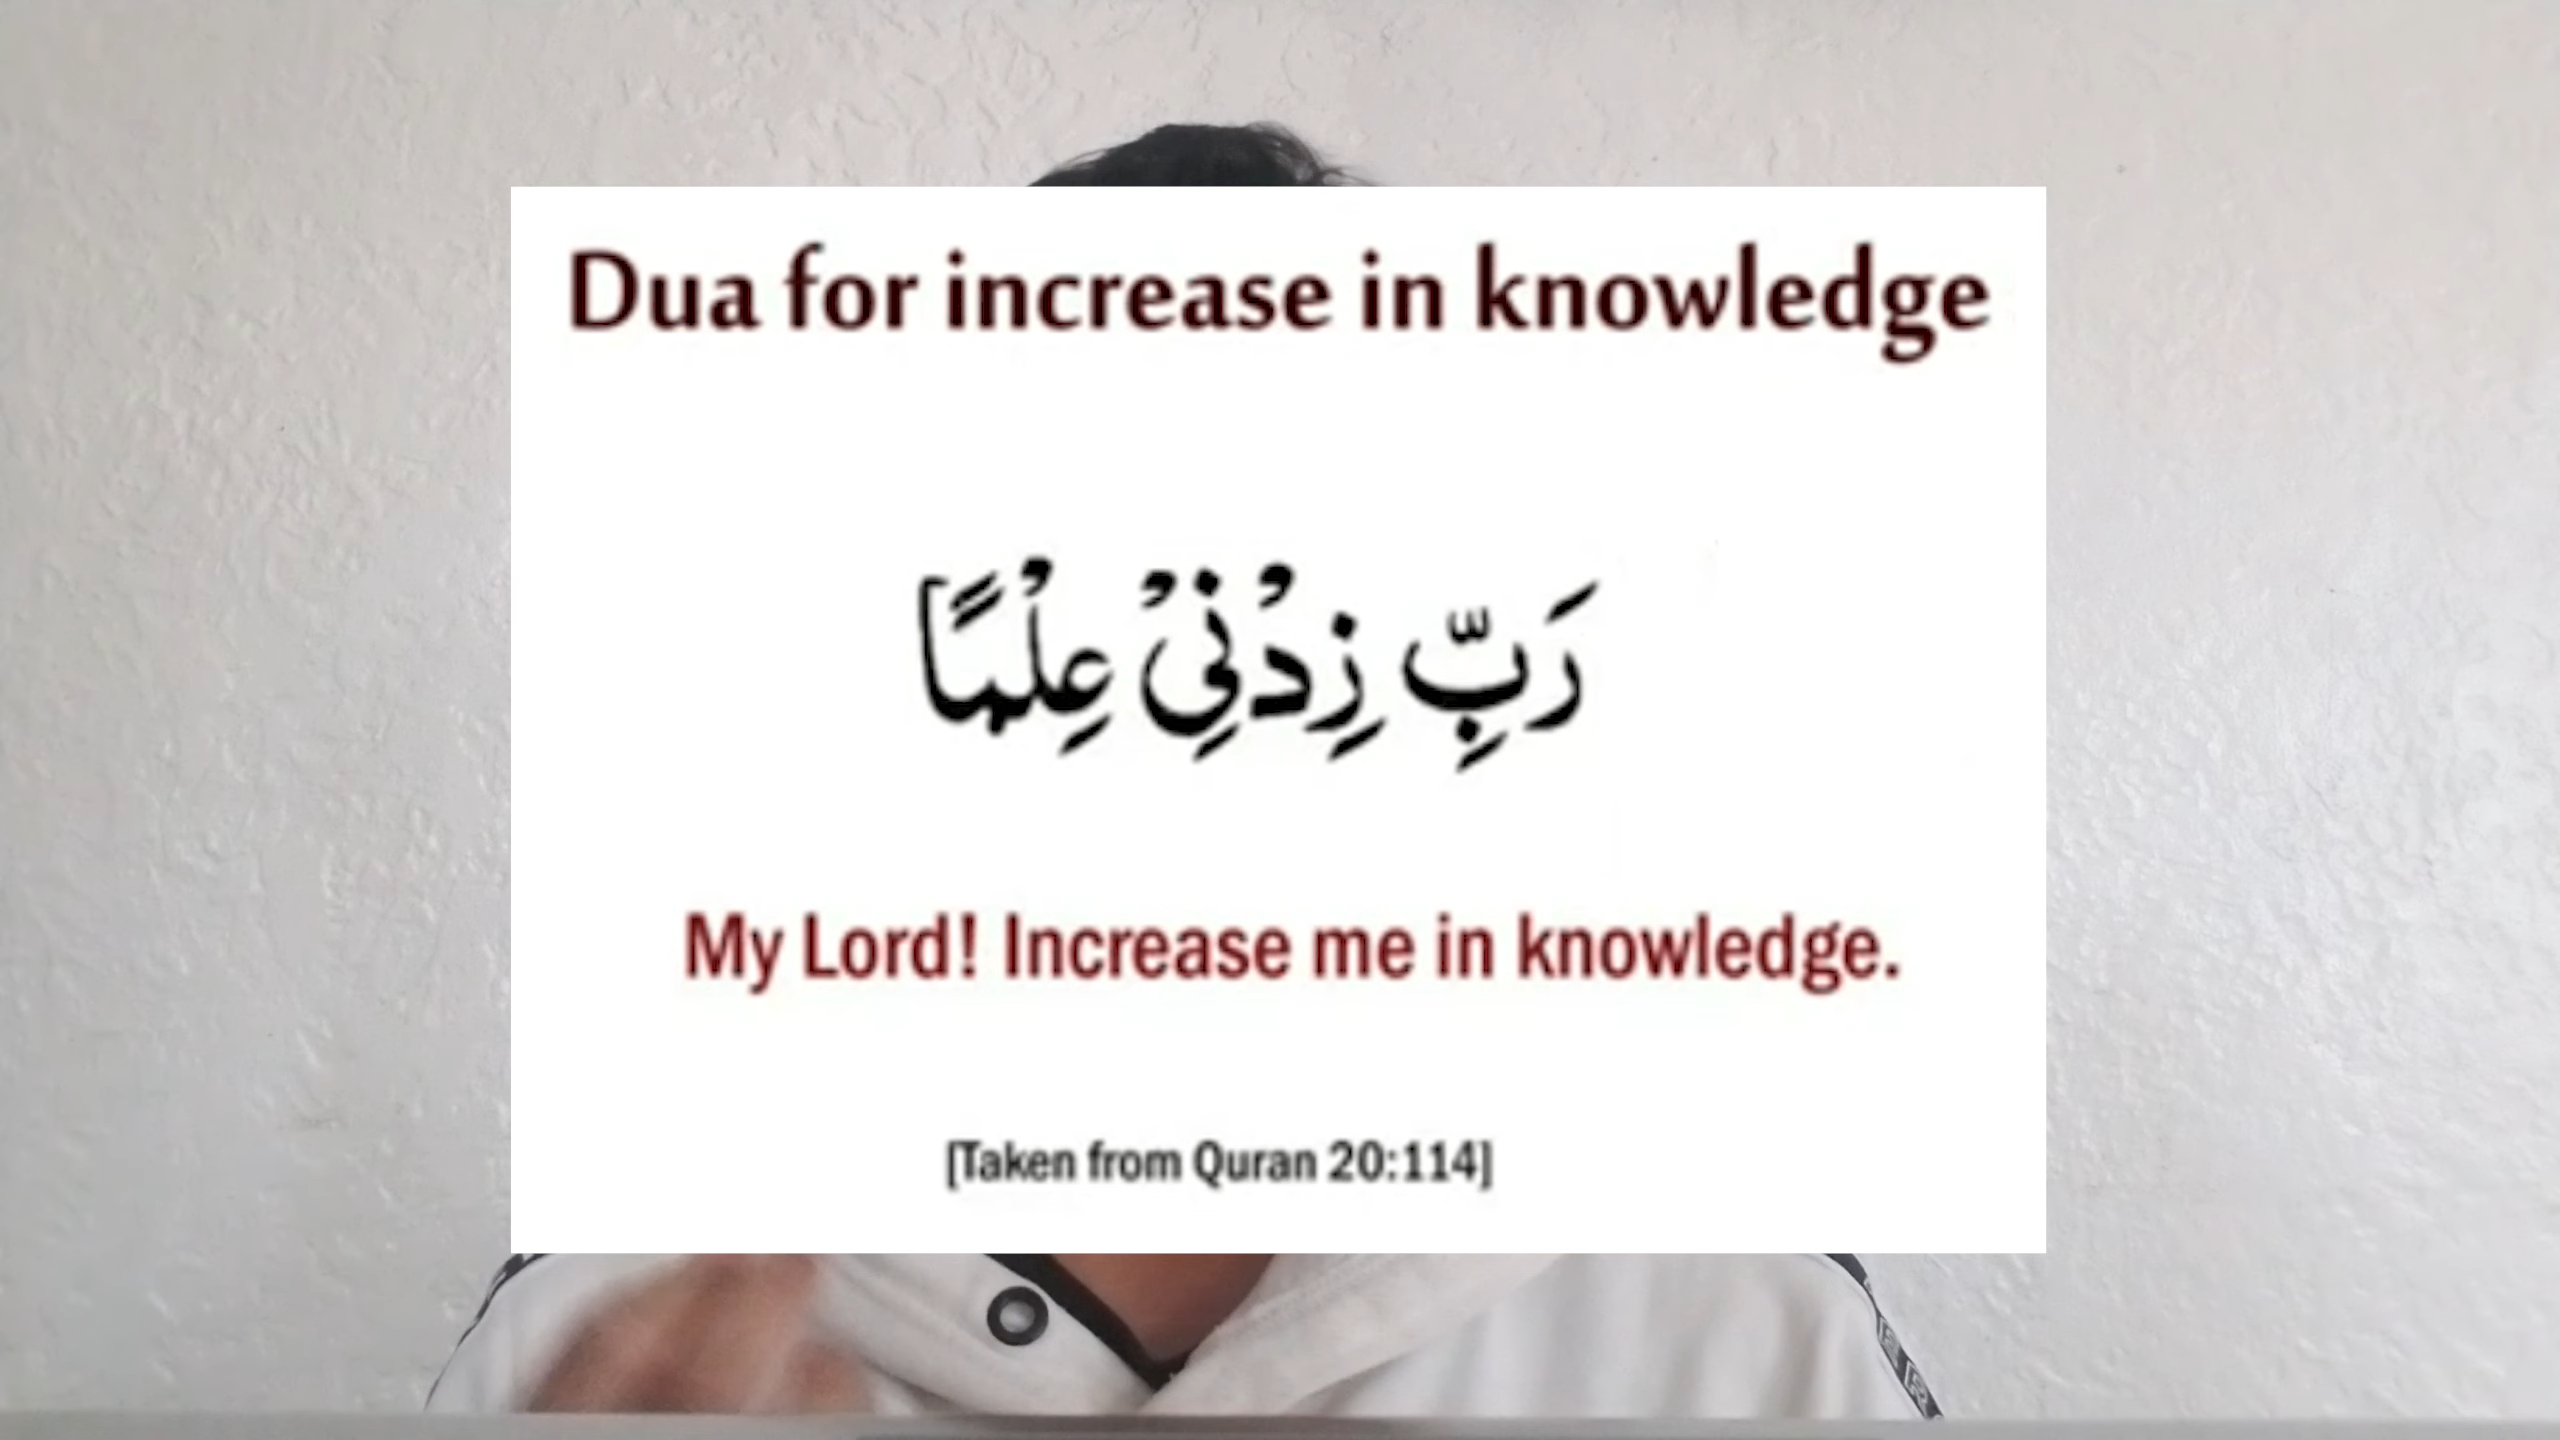 Dua for increase in knowledge
رَبِّ زِدْنِيْ عِلْمًا
My Lord! Increase me in knowledge.
[Taken from Quran 20:114]